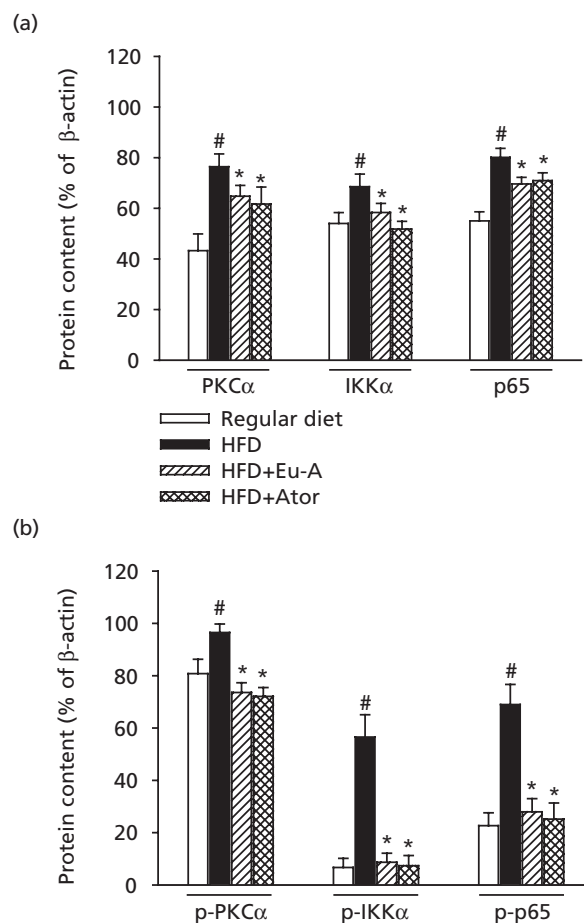 (a)
Protein content (% of β-actin)
120
100
80
60
40
20
0
# * *
# * *
# * *
PKCα IKKα p65
Regular diet
HFD
HFD+Eu-A
HFD+Ator
(b)
Protein content (% of β-actin)
120
100
80
60
40
20
0
# * *
# * *
# * *
p-PKCα p-IKKα p-p65